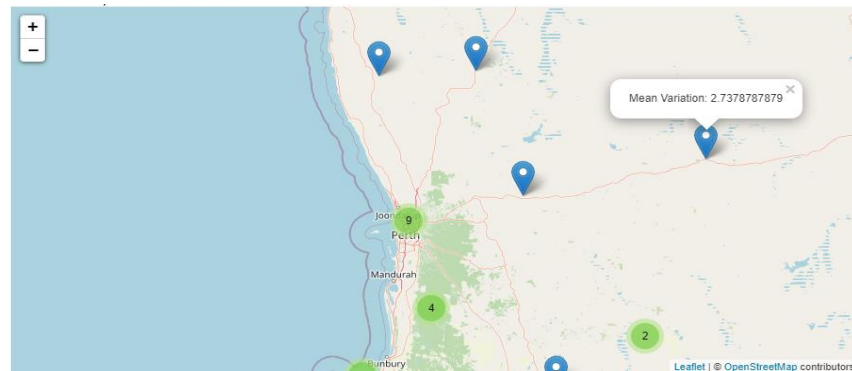 +
−
Mean Variation: 2.7378787879
×
9
Perth
Mandurah
4
2
Bunbury
Leaflet | © OpenStreetMap contributors